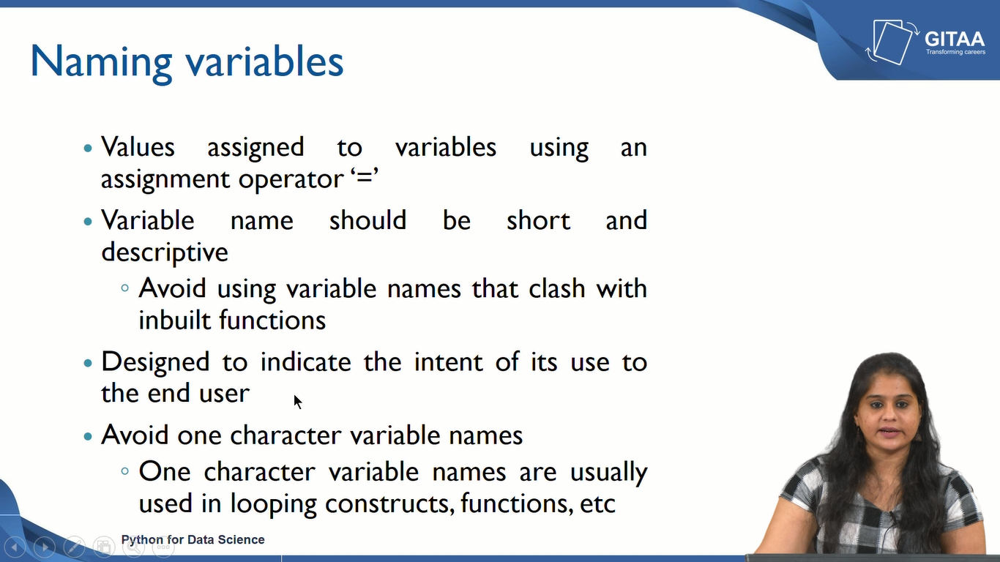 GITAA
Transforming careers
Naming variables
• Values assigned to variables using an
assignment operator ‘=’
• Variable name should be short and
descriptive
◦ Avoid using variable names that clash with
inbuilt functions
• Designed to indicate the intent of its use to
the end user
• Avoid one character variable names
◦ One character variable names are usually
used in looping constructs, functions, etc
Python for Data Science